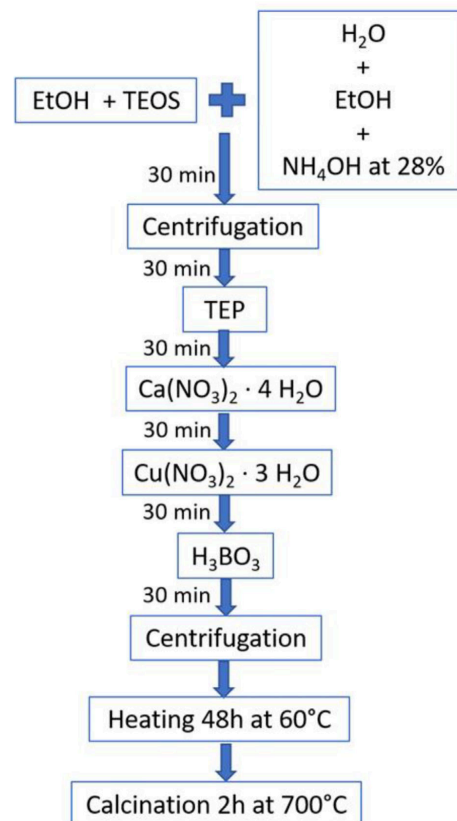 EtOH + TEOS
H₂O
+
EtOH
+
NH₄OH at 28%
30 min
Centrifugation
30 min
TEP
30 min
Ca(NO₃)₂ · 4 H₂O
30 min
Cu(NO₃)₂ · 3 H₂O
30 min
H₃BO₃
30 min
Centrifugation
Heating 48h at 60°C
Calcination 2h at 700°C